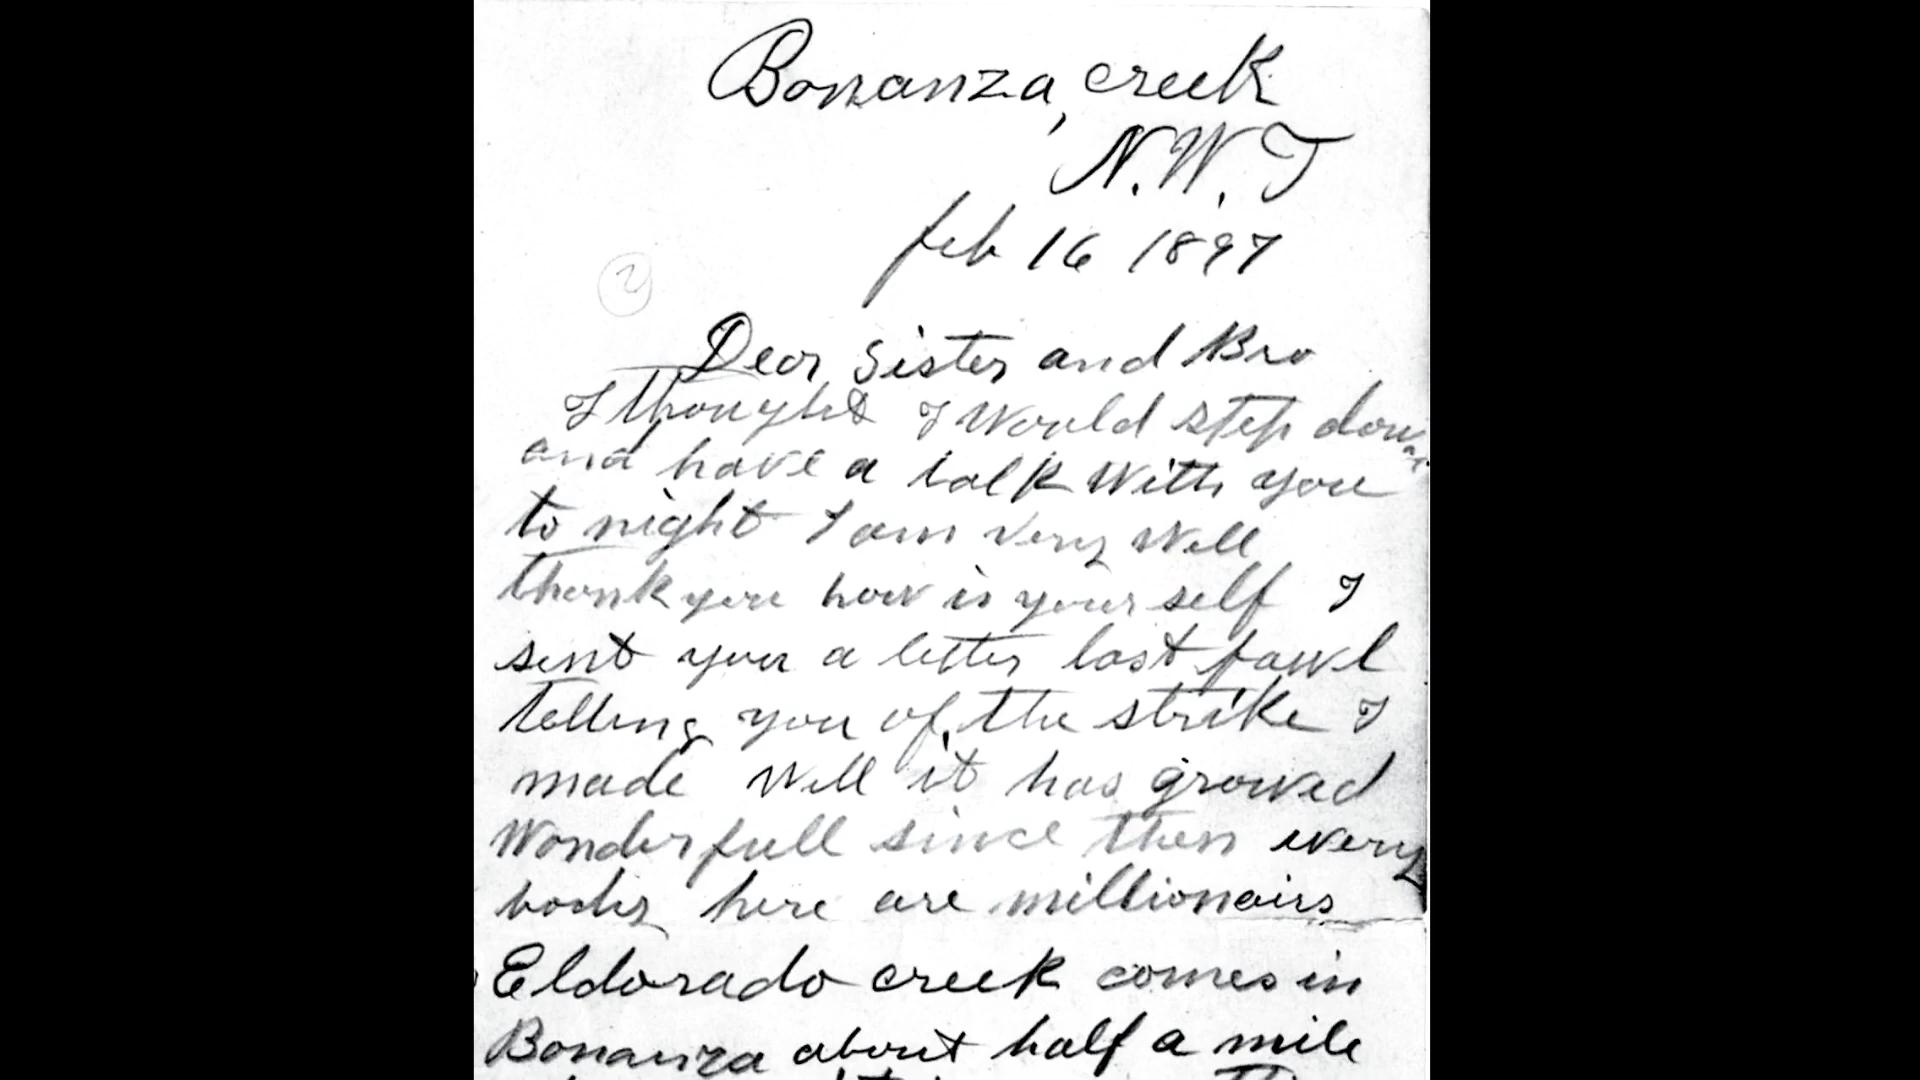 Bonanza, creek
N.W.T
feb 16 1897
2
Dear Sister and Bro
I thought I Would step down
and have a talk With you
to night I am very Well
thank you how is your self I
sent you a letter last fawl
telling you of the strike I
made Well it has growed
Wonderfull since then every
body here are millionairs
Eldorado creek comes in
Bonanza about half a mile